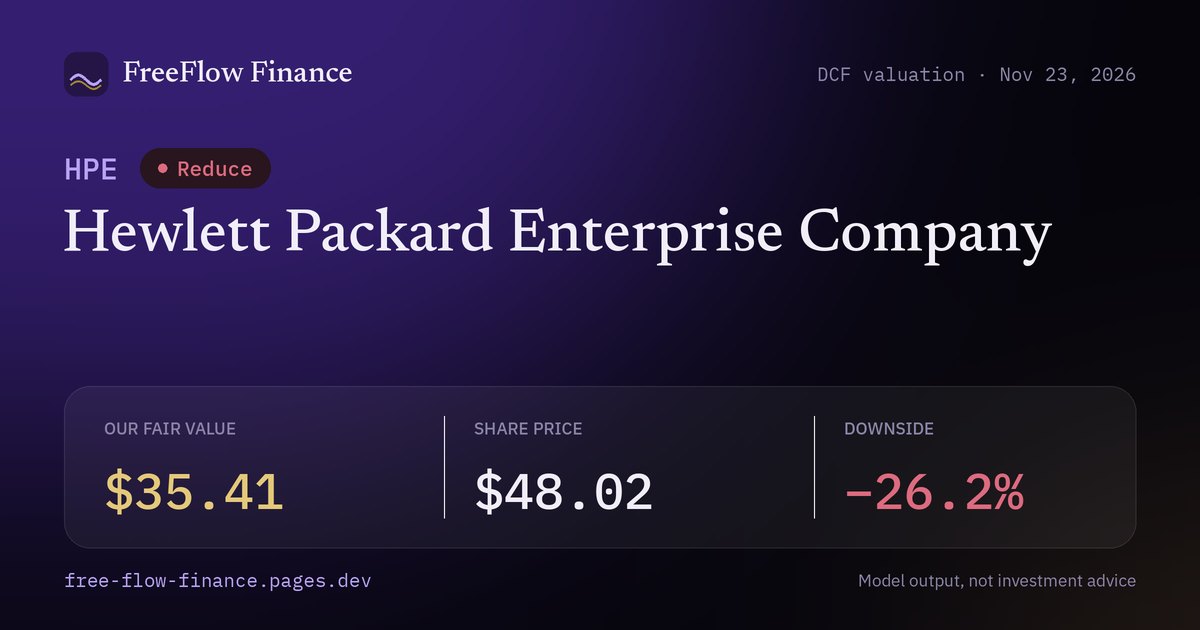 FreeFlow Finance
DCF valuation · Nov 23, 2026
HPE
Reduce
Hewlett Packard Enterprise Company
OUR FAIR VALUE
$35.41
SHARE PRICE
$48.02
DOWNSIDE
−26.2%
free-flow-finance.pages.dev
Model output, not investment advice